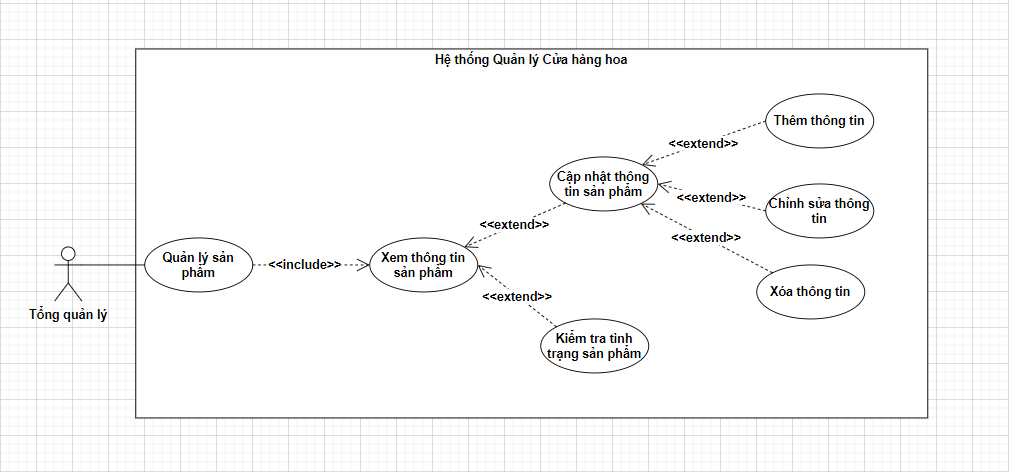 Hệ thống Quản lý Cửa hàng hoa
Thêm thông tin
<<extend>>
Cập nhật thông
tin sản phẩm
<<extend>>
Chỉnh sửa thông
tin
<<extend>>
<<extend>>
Quản lý sản
phẩm
<<include>>
Xem thông tin
sản phẩm
Xóa thông tin
<<extend>>
Tổng quản lý
Kiểm tra tình
trạng sản phẩm